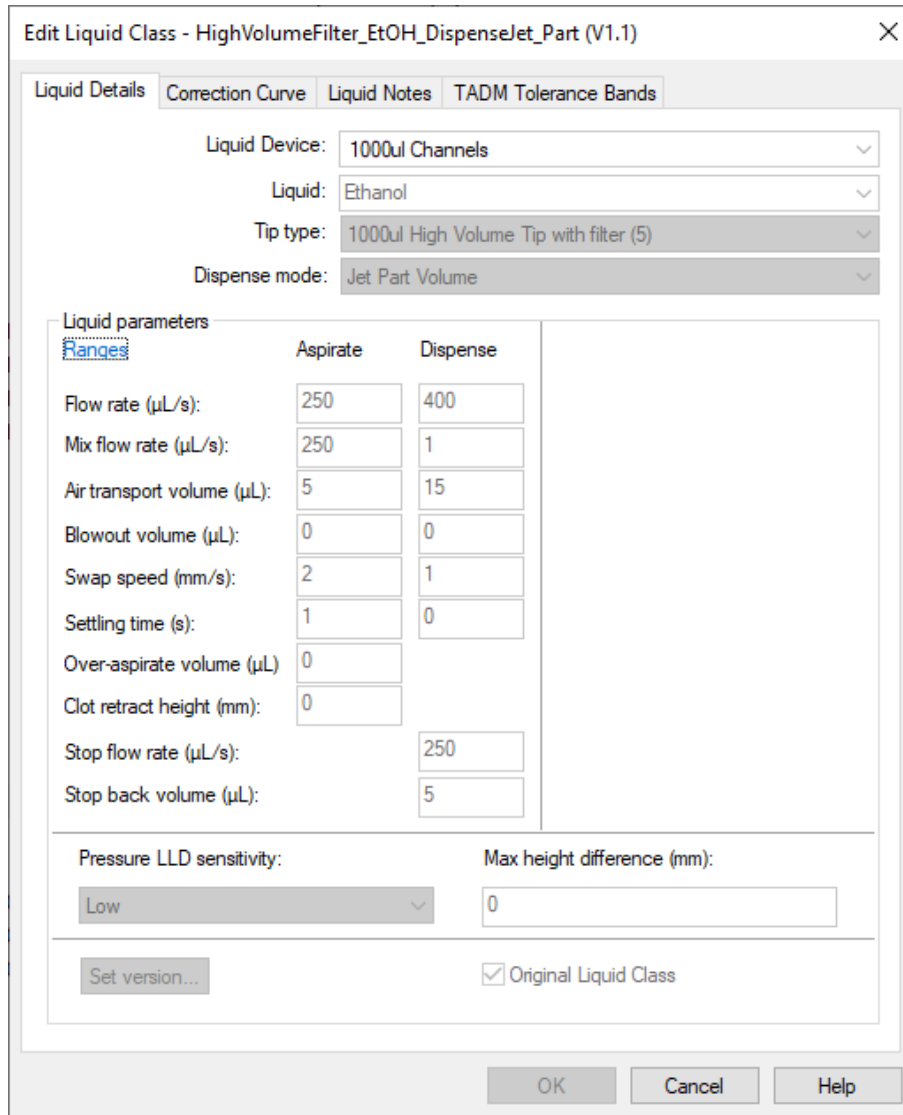 Edit Liquid Class - HighVolumeFilter_EtOH_DispenseJet_Part (V1.1)
Liquid Details Correction Curve Liquid Notes TADM Tolerance Bands
Liquid Device: 1000ul Channels
Liquid: Ethanol
Tip type: 1000ul High Volume Tip with filter (5)
Dispense mode: Jet Part Volume
Liquid parameters
Ranges Aspirate Dispense
Flow rate (µL/s): 250 400
Mix flow rate (µL/s): 250 1
Air transport volume (µL): 5 15
Blowout volume (µL): 0 0
Swap speed (mm/s): 2 1
Settling time (s): 1 0
Over-aspirate volume (µL) 0
Clot retract height (mm): 0
Stop flow rate (µL/s): 250
Stop back volume (µL): 5
Pressure LLD sensitivity: Max height difference (mm):
Low 0
Set version... Original Liquid Class
OK Cancel Help